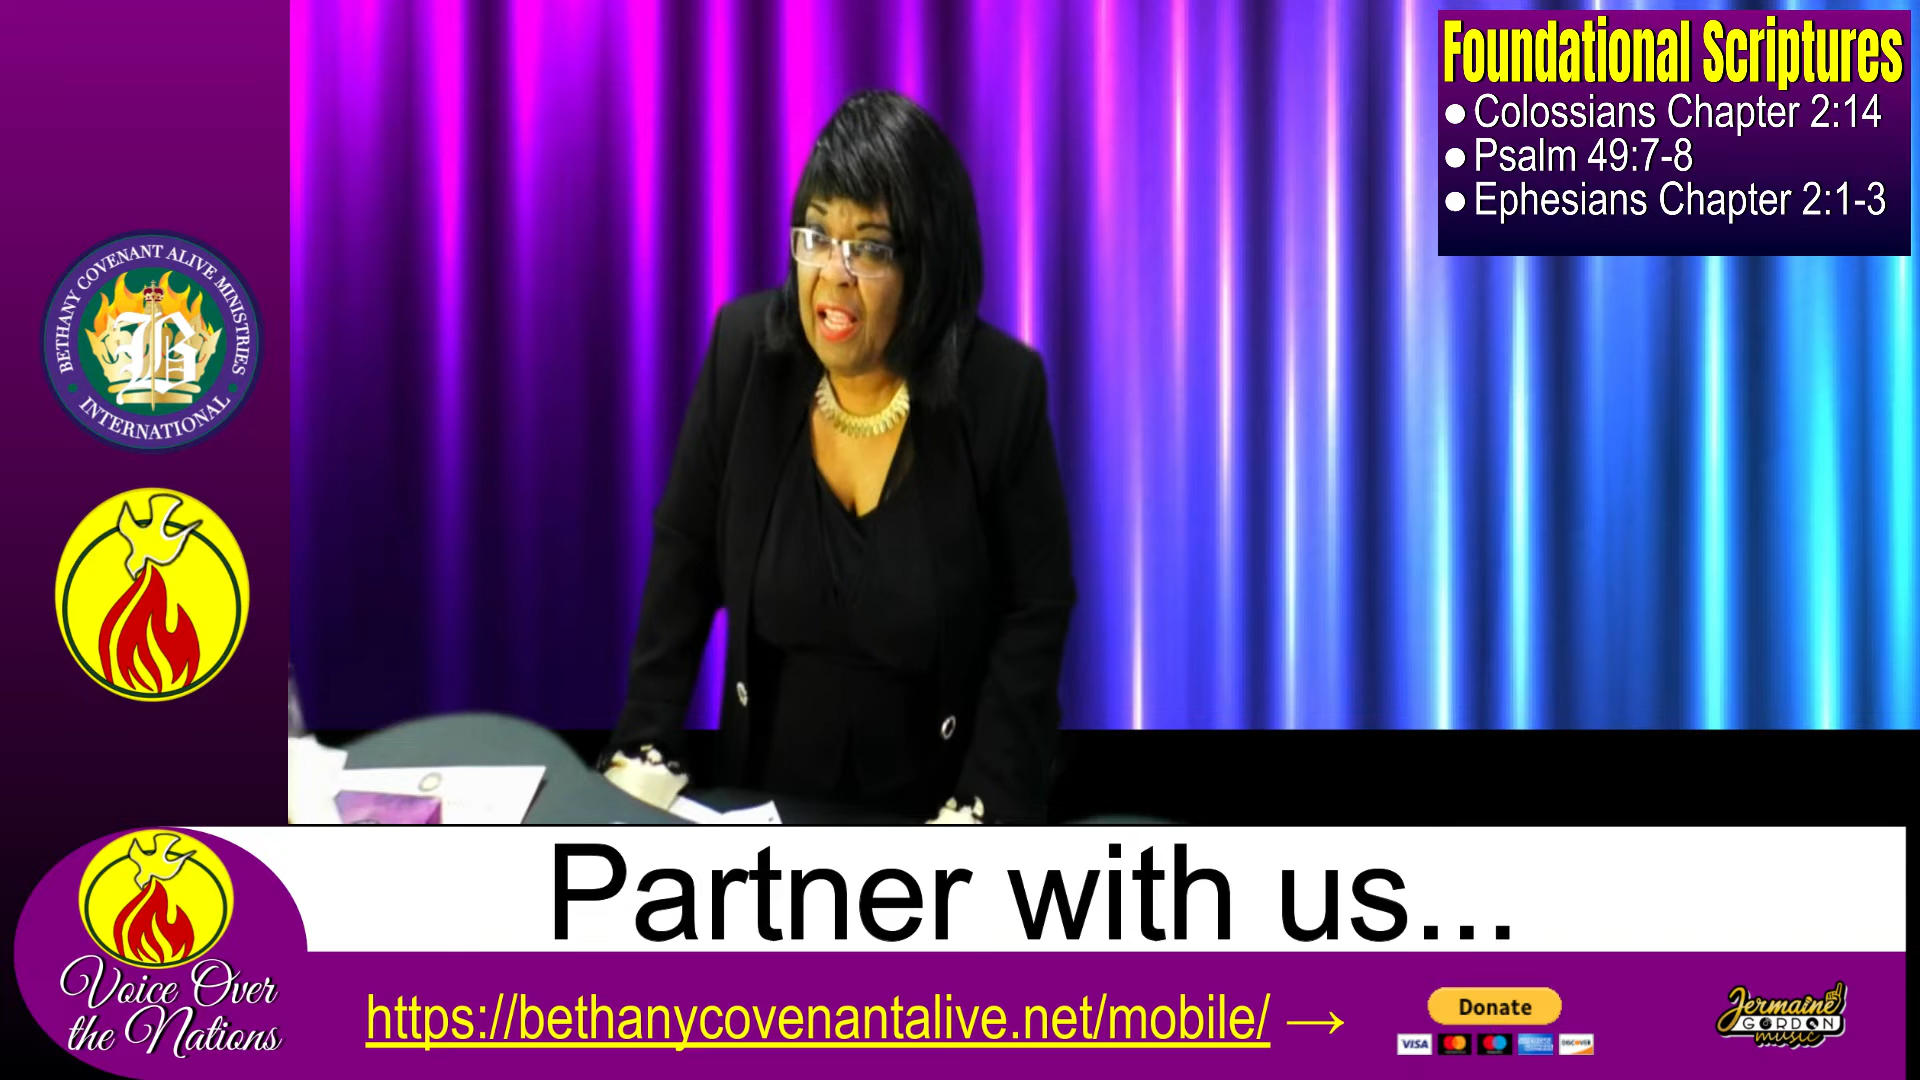 Foundational Scriptures
● Colossians Chapter 2:14
● Psalm 49:7-8
● Ephesians Chapter 2:1-3
BETHANY COVENANT ALIVE MINISTRIES
B
INTERNATIONAL
Partner with us...
Voice Over
the Nations
https://bethanycovenantalive.net/mobile/ →
Donate
VISA
DISCOVER
Jermaine
GORDON
music